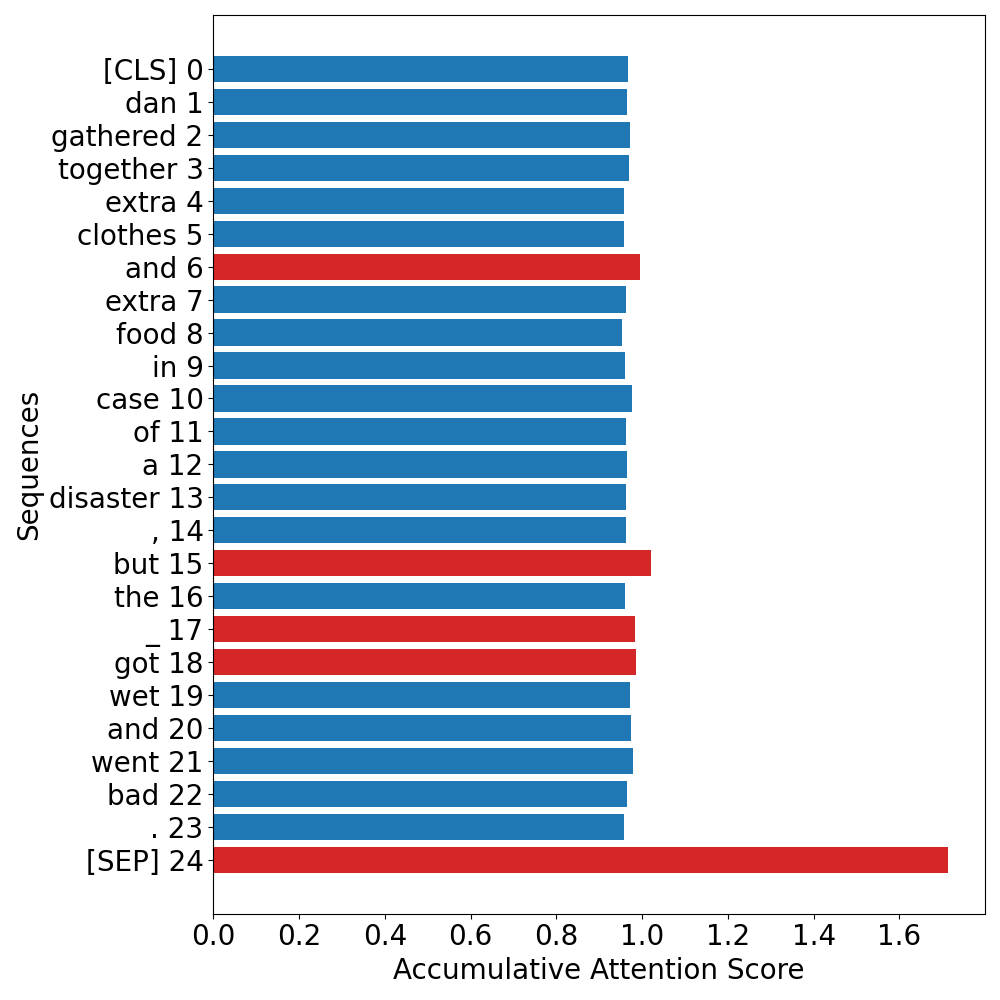 [CLS] 0
dan 1
gathered 2
together 3
extra 4
clothes 5
and 6
extra 7
food 8
in 9
case 10
of 11
a 12
disaster 13
, 14
but 15
the 16
_ 17
got 18
wet 19
and 20
went 21
bad 22
. 23
[SEP] 24
Sequences
0.0 0.2 0.4 0.6 0.8 1.0 1.2 1.4 1.6
Accumulative Attention Score